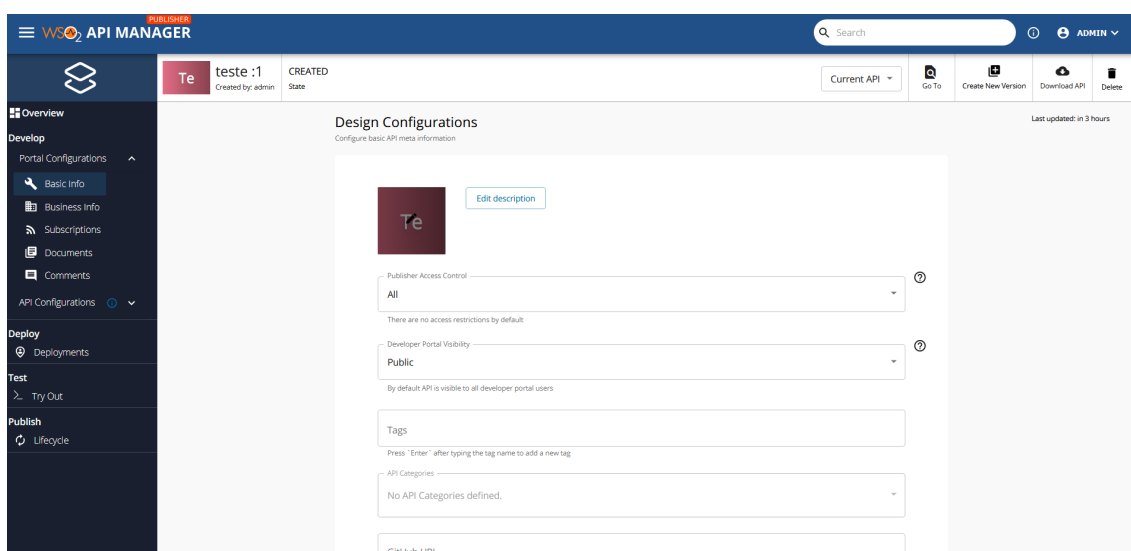 PUBLISHER
WSO2 API MANAGER
Search
ADMIN
Te
teste :1
Created by: admin
CREATED
State
Current API
Go To
Create New Version
Download API
Delete
Overview
Develop
Portal Configurations
Basic Info
Business Info
Subscriptions
Documents
Comments
API Configurations
Deploy
Deployments
Test
Try Out
Publish
Lifecycle
Design Configurations
Configure basic API meta information
Last updated: in 3 hours
Te
Edit description
Publisher Access Control
All
There are no access restrictions by default
Developer Portal Visibility
Public
By default API is visible to all developer portal users
Tags
Press `Enter` after typing the tag name to add a new tag
API Categories
No API Categories defined.
GitHub URL